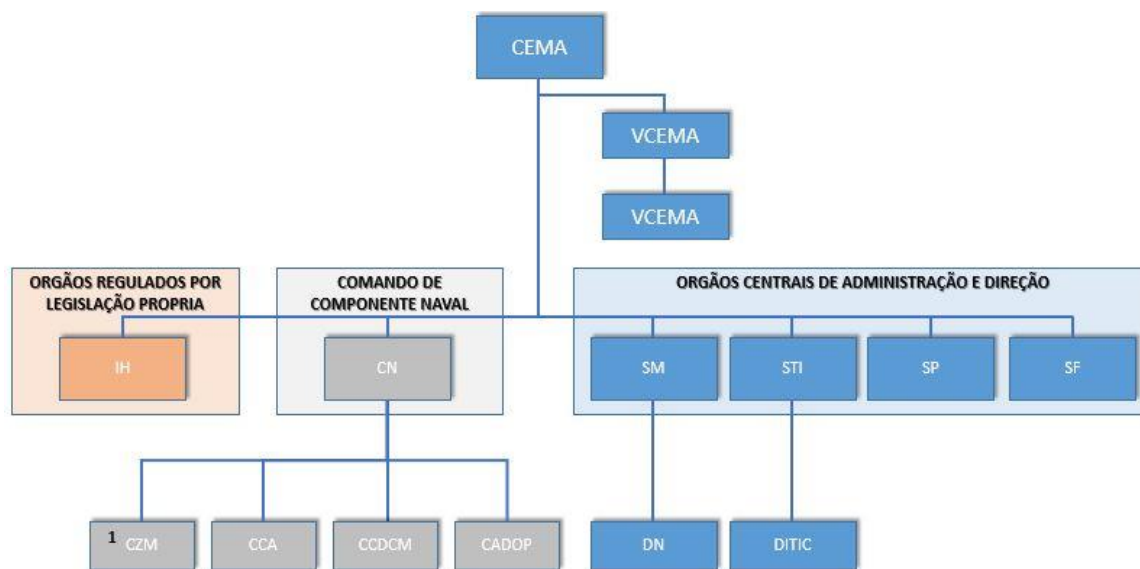 CEMA
VCEMA
VCEMA
ORGÃOS REGULADOS POR
LEGISLAÇÃO PROPRIA
COMANDO DE
COMPONENTE NAVAL
ORGÃOS CENTRAIS DE ADMINISTRAÇÃO E DIREÇÃO
IH
CN
SM
STI
SP
SF
1 CZM
CCA
CCDCM
CADOP
DN
DITIC